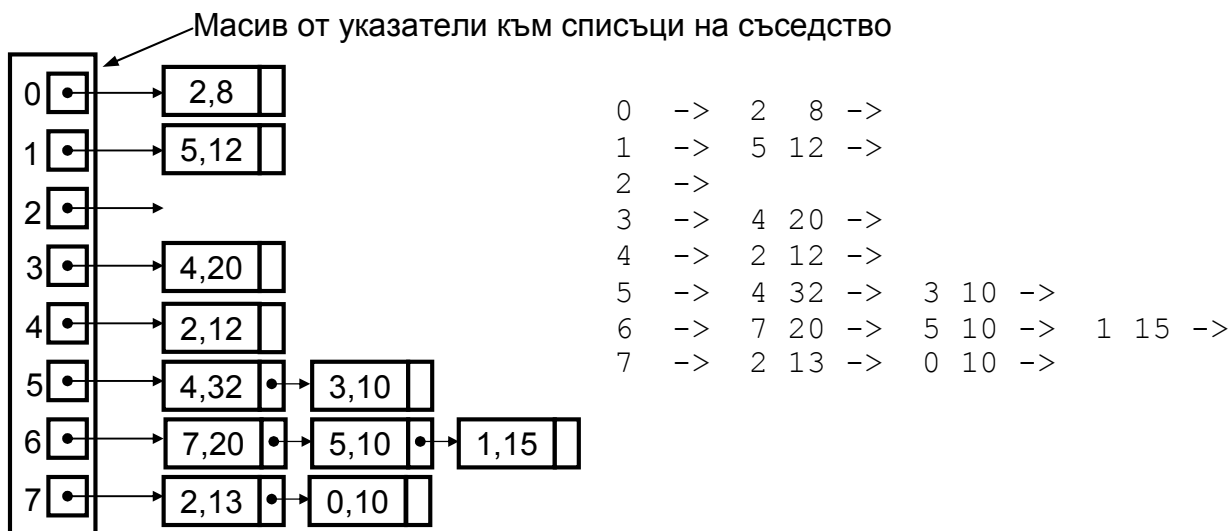 Масив от указатели към списъци на съседство
0 2,8
1 5,12
2
3 4,20
4 2,12
5 4,32 3,10
6 7,20 5,10 1,15
7 2,13 0,10
0 -> 2 8 ->
1 -> 5 12 ->
2 ->
3 -> 4 20 ->
4 -> 2 12 ->
5 -> 4 32 -> 3 10 ->
6 -> 7 20 -> 5 10 -> 1 15 ->
7 -> 2 13 -> 0 10 ->